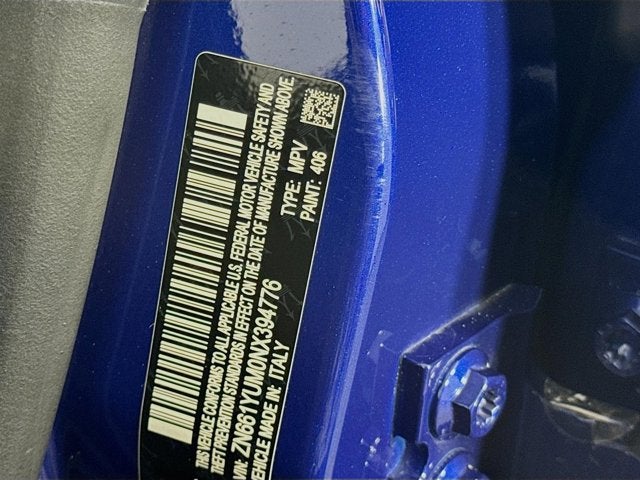 THIS VEHICLE CONFORMS TO ALL APPLICABLE U.S. FEDERAL MOTOR VEHICLE SAFETY AND
THEFT PREVENTION STANDARDS IN EFFECT ON THE DATE OF MANUFACTURE SHOWN ABOVE.
VIN: ZN661YUM0NX394776 TYPE: MPV
VEHICLE MADE IN: ITALY PAINT: 406